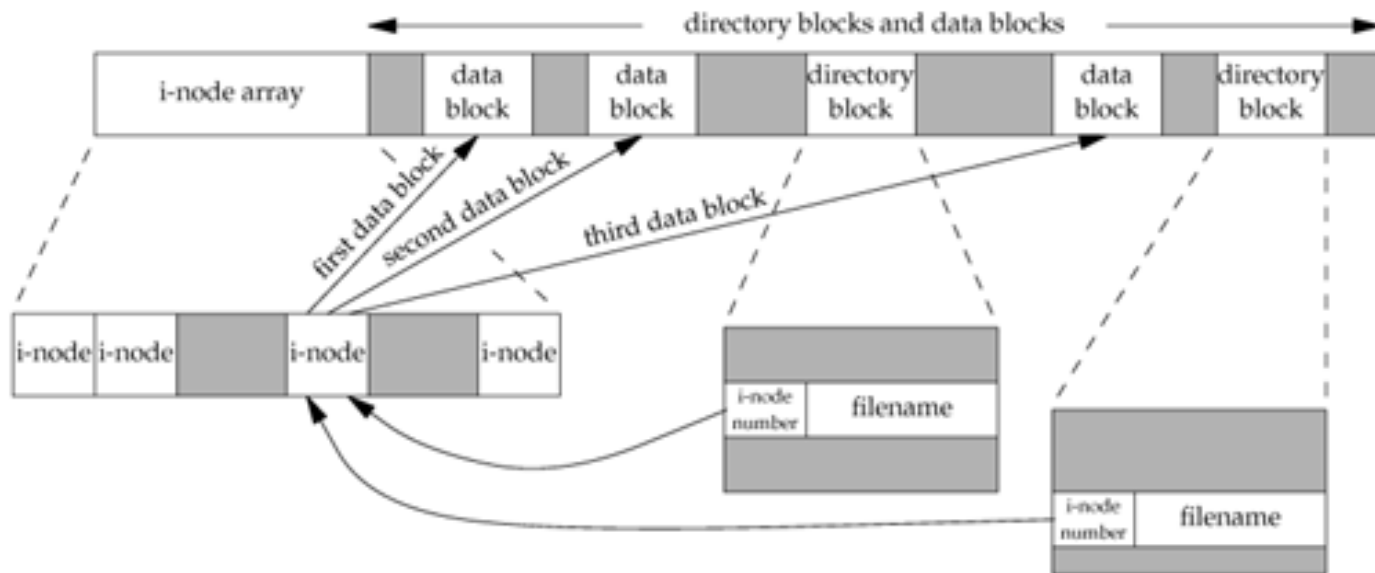 directory blocks and data blocks
i-node array
data
block
data
block
directory
block
data
block
directory
block
first data block
second data block
third data block
i-node
i-node
i-node
i-node
i-node
number
filename
i-node
number
filename